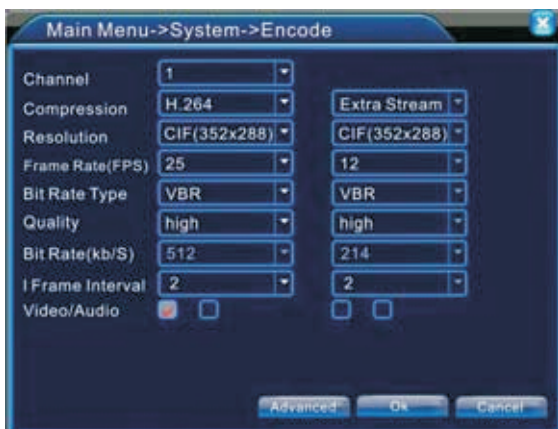 Main Menu->System->Encode
Channel 1
Compression H.264 Extra Stream
Resolution CIF(352x288) CIF(352x288)
Frame Rate(FPS) 25 12
Bit Rate Type VBR VBR
Quality high high
Bit Rate(kb/S) 512 214
I Frame Interval 2 2
Video/Audio
Advanced Ok Cancel